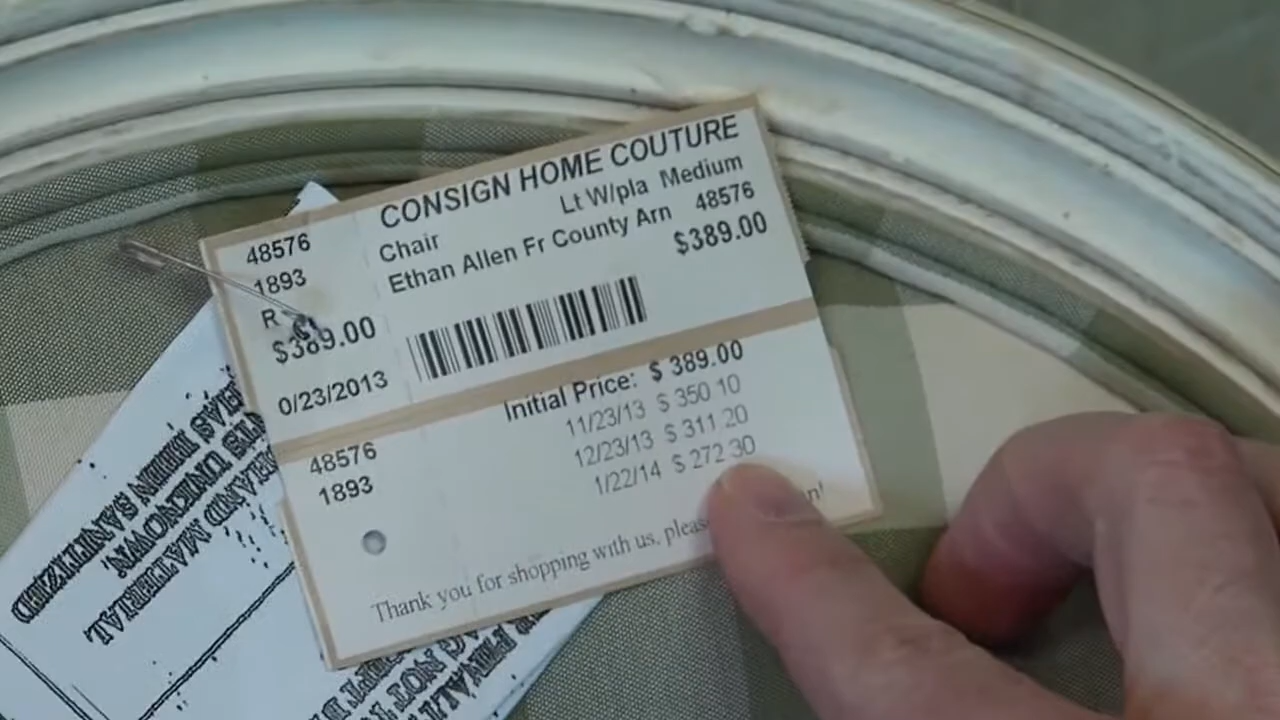 CONSIGN HOME COUTURE
48576
Chair Lt W/pla Medium
1893
Ethan Allen Fr County Arn 48576
R
$389.00
$389.00
0/23/2013
Initial Price: $ 389.00
11/23/13 $ 350 10
12/23/13 $ 311.20
1/22/14 $ 272 30
48576
1893
Thank you for shopping with us, please
HAND MATERIAL
UNKNOWN.
HAS BEEN SANITIZED